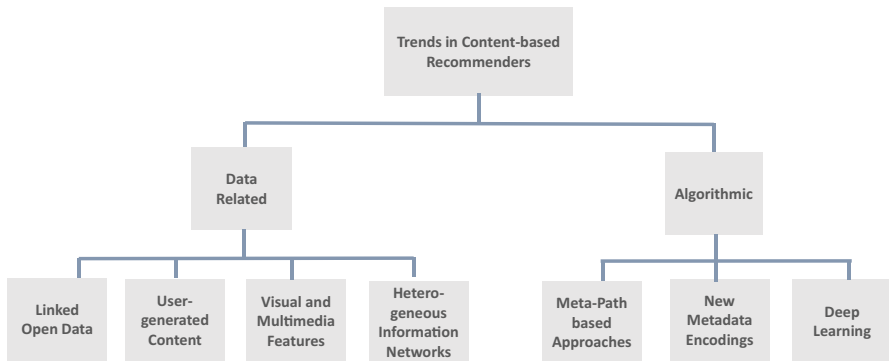 Trends in Content-based
Recommenders
Data
Related
Algorithmic
Linked
Open Data
User-
generated
Content
Visual and
Multimedia
Features
Hetero-
geneous
Information
Networks
Meta-Path
based
Approaches
New
Metadata
Encodings
Deep
Learning